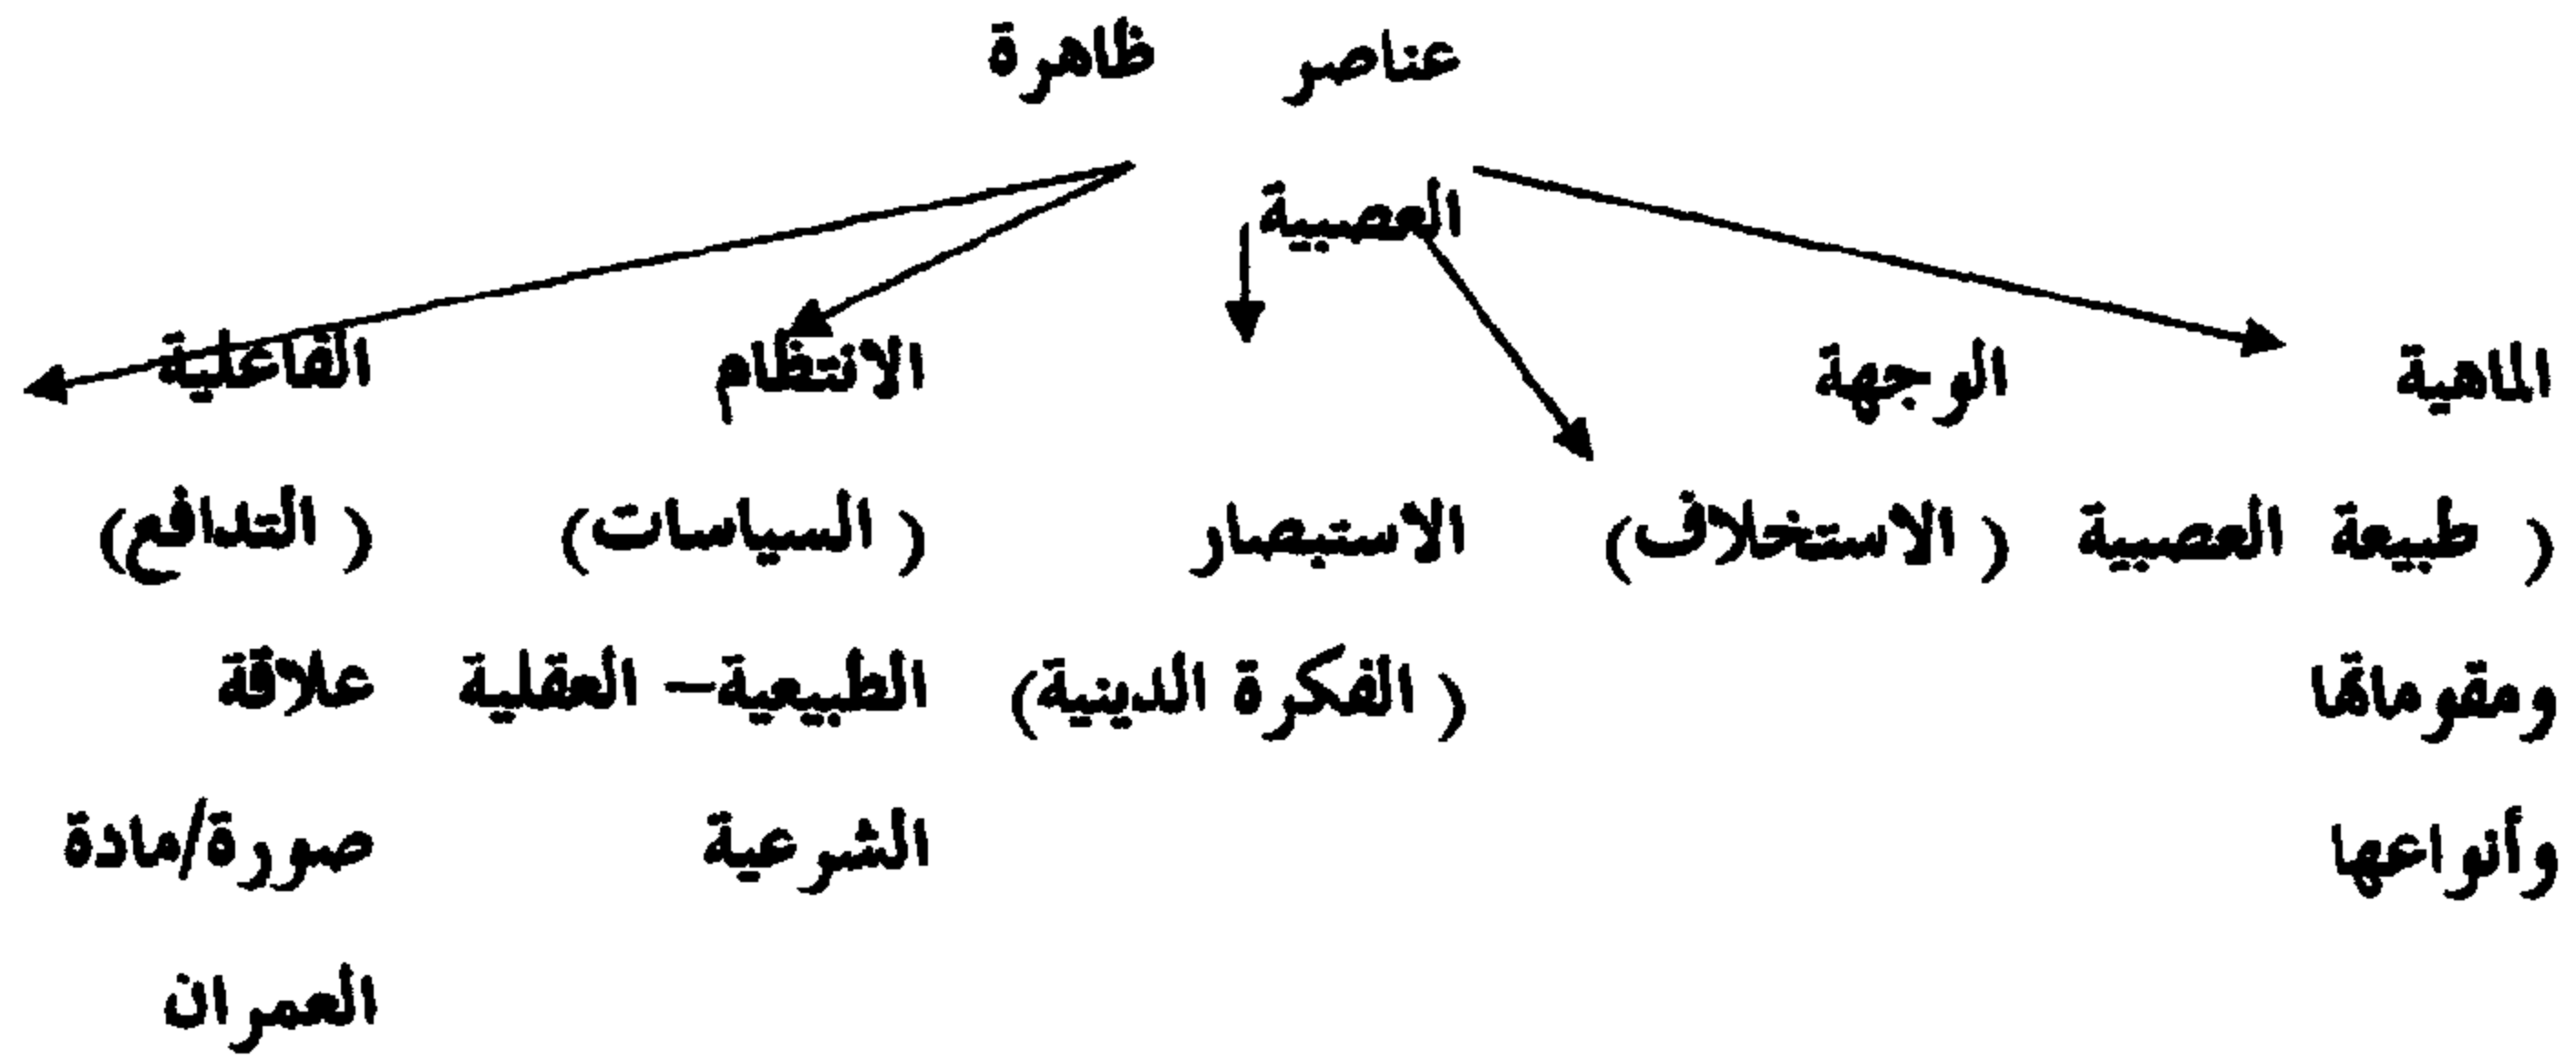 عناصر ظاهرة
العصبية
الماهية
( طبيعة العصبية
ومقوماتها
وأنواعها
الوجهة
( الاستخلاف)
الاستبصار
( الفكرة الدينية)
الانتظام
( السياسات)
الطبيعية– العقلية
الشرعية
الفاعلية
( التدافع)
علاقة
صورة/مادة
العمران